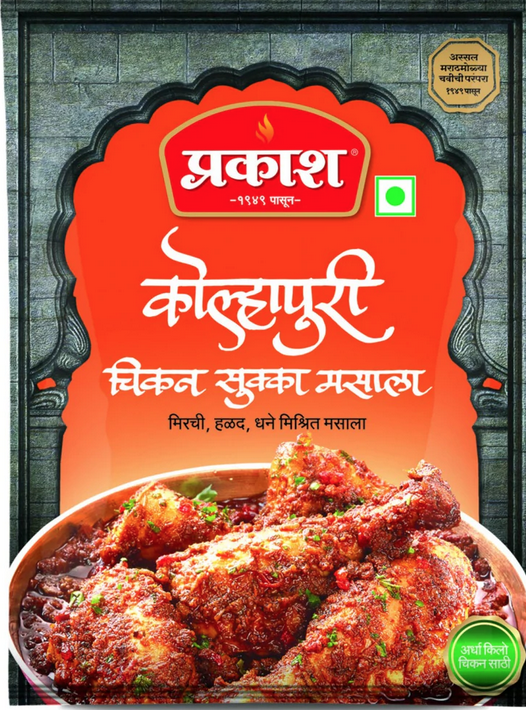 अस्सल
मराठमोळ्या
चवीची परंपरा
१९४९ पासून
प्रकाश®
–१९४९ पासून–
कोल्हापुरी
चिकन सुक्का मसाला
मिरची, हळद, धने मिश्रित मसाला
अर्धा किलो
चिकन साठी